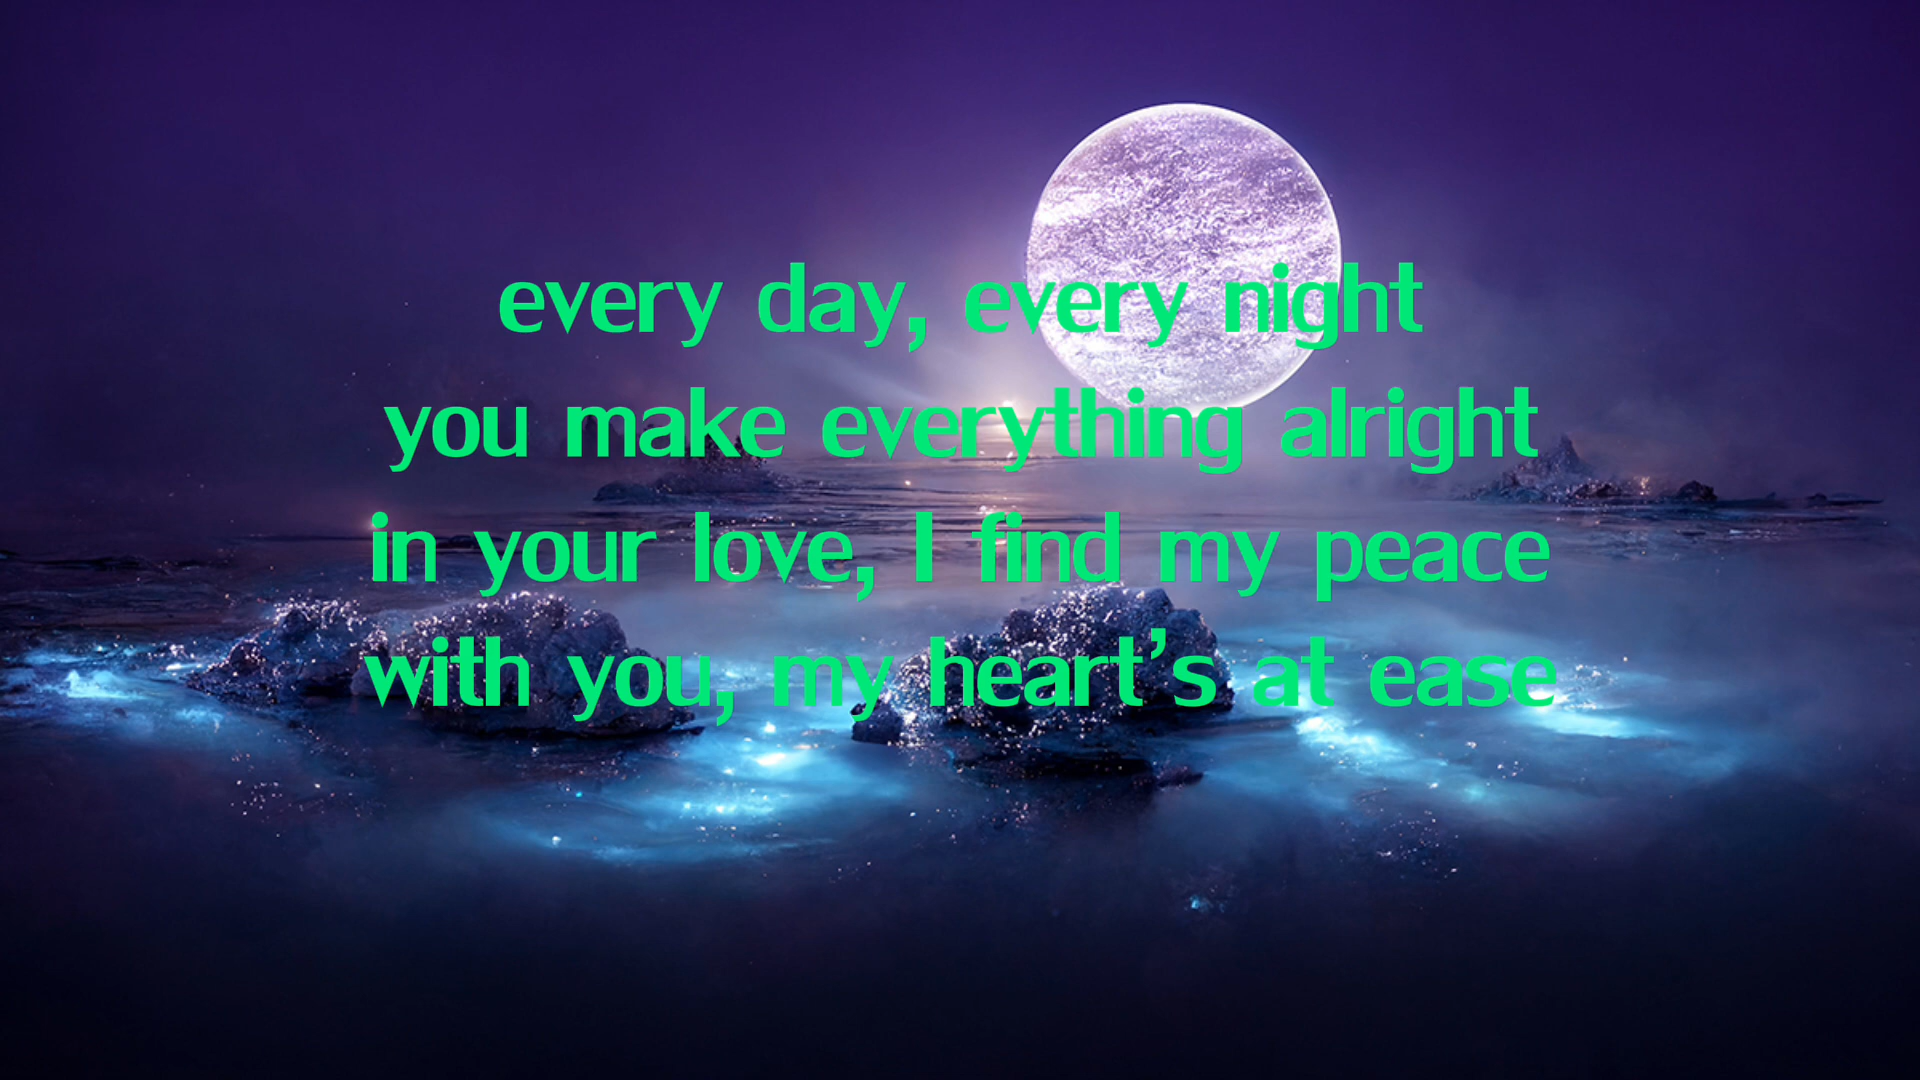 every day, every night
you make everything alright
in your love, I find my peace
with you, my heart’s at ease